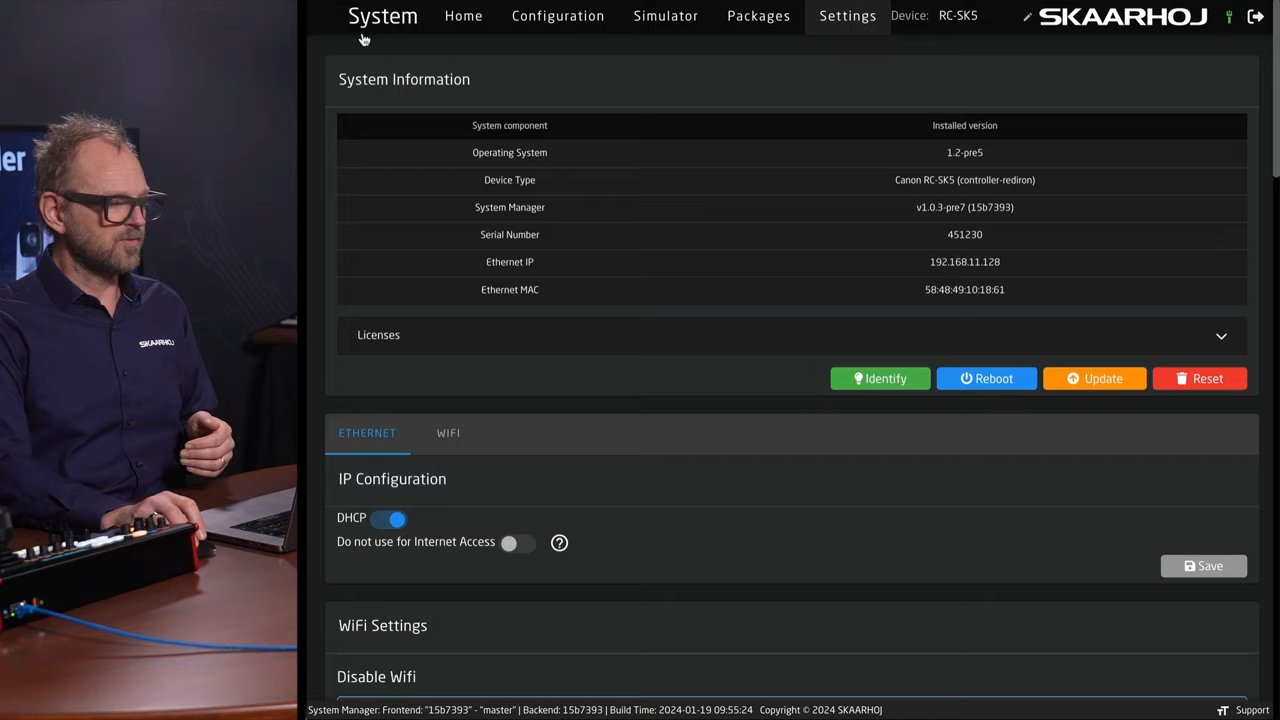 System Home Configuration Simulator Packages Settings Device: RC-SK5 SKAARHOJ
System Information
System component Installed version
Operating System 1.2-pre5
Device Type Canon RC-SK5 (controller-rediron)
System Manager v1.0.3-pre7 (15b7393)
Serial Number 451230
Ethernet IP 192.168.11.128
Ethernet MAC 58:48:49:10:18:61
Licenses
Identify Reboot Update Reset
ETHERNET WIFI
IP Configuration
DHCP
Do not use for Internet Access ?
Save
WiFi Settings
Disable Wifi
System Manager: Frontend: "15b7393" - "master" | Backend: 15b7393 | Build Time: 2024-01-19 09:55:24 Copyright © 2024 SKAARHOJ Support
ler
SKAARHOJ